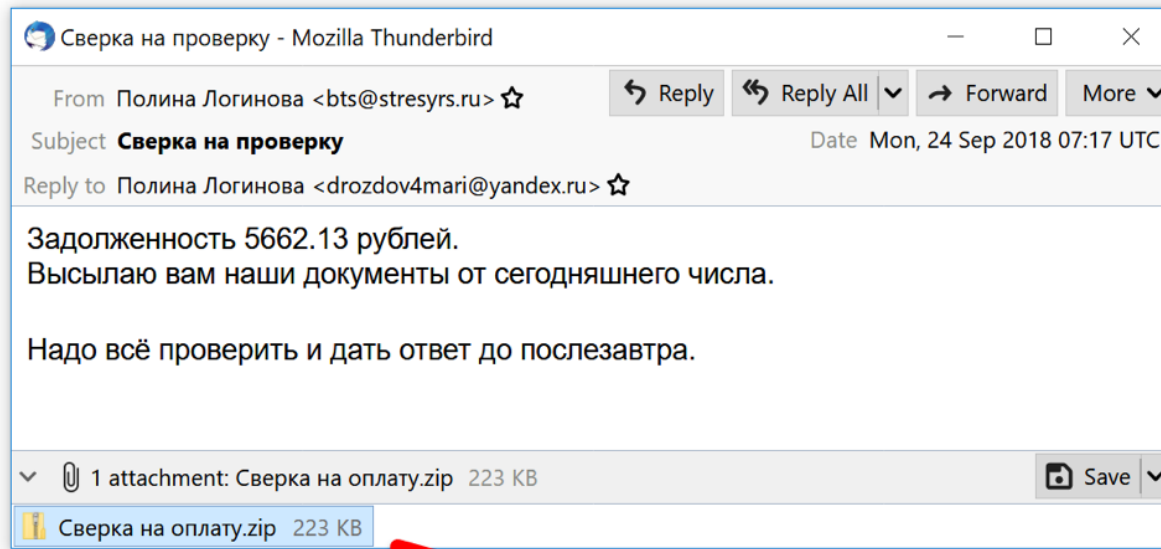 Сверка на проверку - Mozilla Thunderbird
From Полина Логинова <bts@stresyrs.ru>
Reply Reply All Forward More
Subject Сверка на проверку
Date Mon, 24 Sep 2018 07:17 UTC
Reply to Полина Логинова <drozdov4mari@yandex.ru>
Задолженность 5662.13 рублей.
Высылаю вам наши документы от сегодняшнего числа.
Надо всё проверить и дать ответ до послезавтра.
1 attachment: Сверка на оплату.zip 223 KB
Save
Сверка на оплату.zip 223 KB